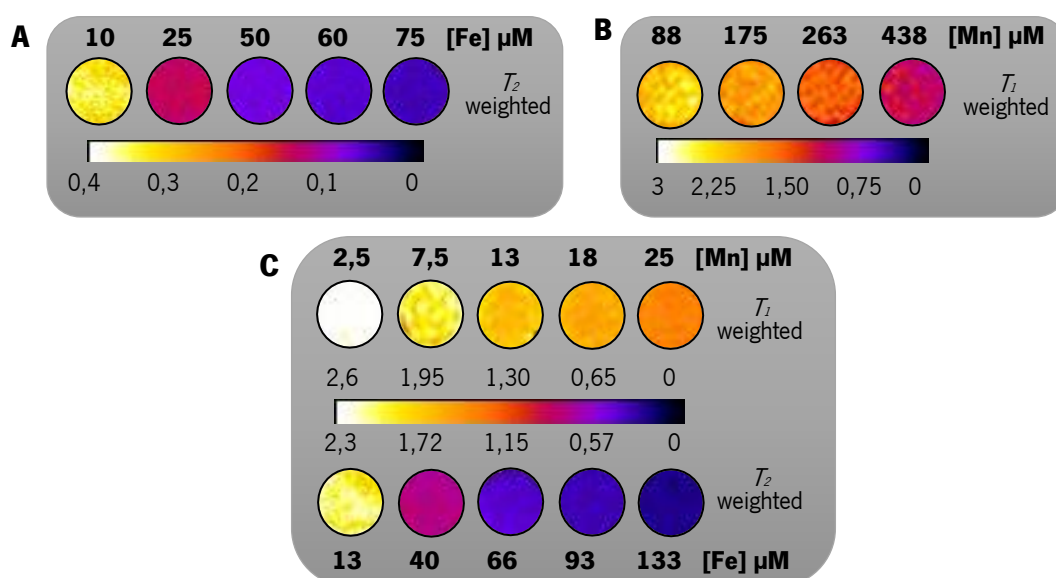 A
10 25 50 60 75 [Fe] µM
T2
weighted
0,4 0,3 0,2 0,1 0
B
88 175 263 438 [Mn] µM
T1
weighted
3 2,25 1,50 0,75 0
C
2,5 7,5 13 18 25 [Mn] µM
T1
weighted
2,6 1,95 1,30 0,65 0
2,3 1,72 1,15 0,57 0
T2
weighted
13 40 66 93 133 [Fe] µM